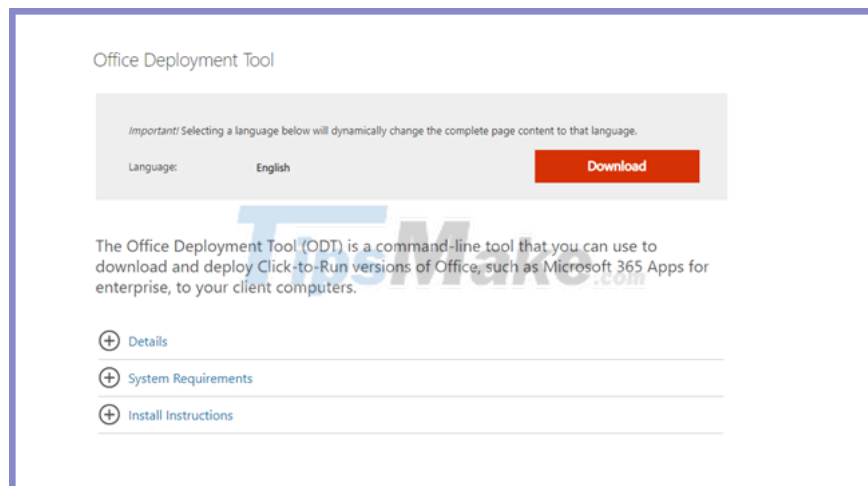 Office Deployment Tool
Important! Selecting a language below will dynamically change the complete page content to that language.
Language: English Download
TipsMake.com
The Office Deployment Tool (ODT) is a command-line tool that you can use to
download and deploy Click-to-Run versions of Office, such as Microsoft 365 Apps for
enterprise, to your client computers.
Details
System Requirements
Install Instructions